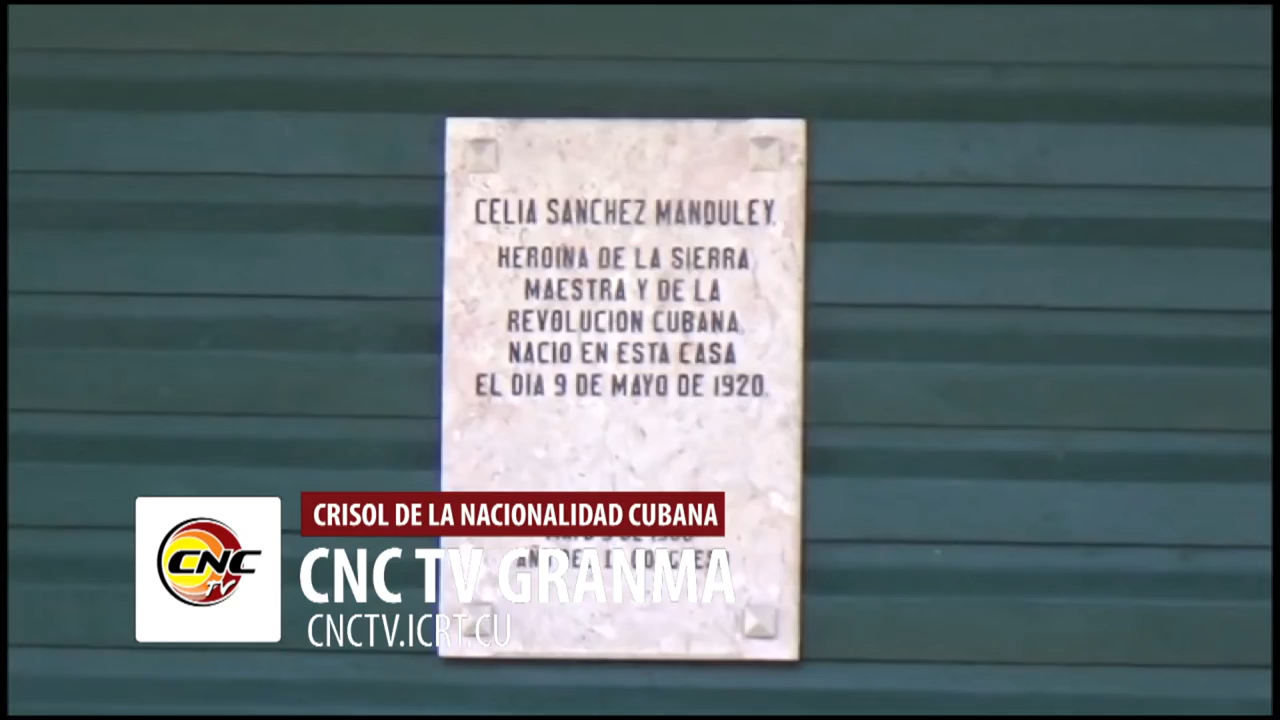 CELIA SANCHEZ MANDULEY.
HEROINA DE LA SIERRA
MAESTRA Y DE LA
REVOLUCION CUBANA,
NACIO EN ESTA CASA
EL DIA 9 DE MAYO DE 1920.
CRISOL DE LA NACIONALIDAD CUBANA
CNC TV GRANMA
CNCTV.ICRT.CU
CNC
TV